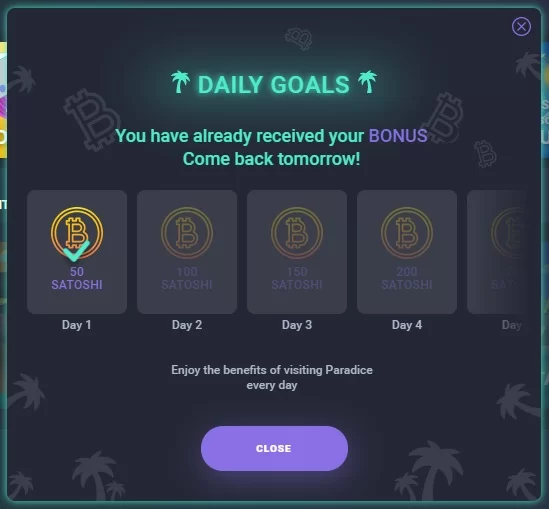 DAILY GOALS
You have already received your BONUS
Come back tomorrow!
50
SATOSHI
100
SATOSHI
150
SATOSHI
200
SATOSHI
Day 1
Day 2
Day 3
Day 4
Day
Enjoy the benefits of visiting Paradice
every day
CLOSE